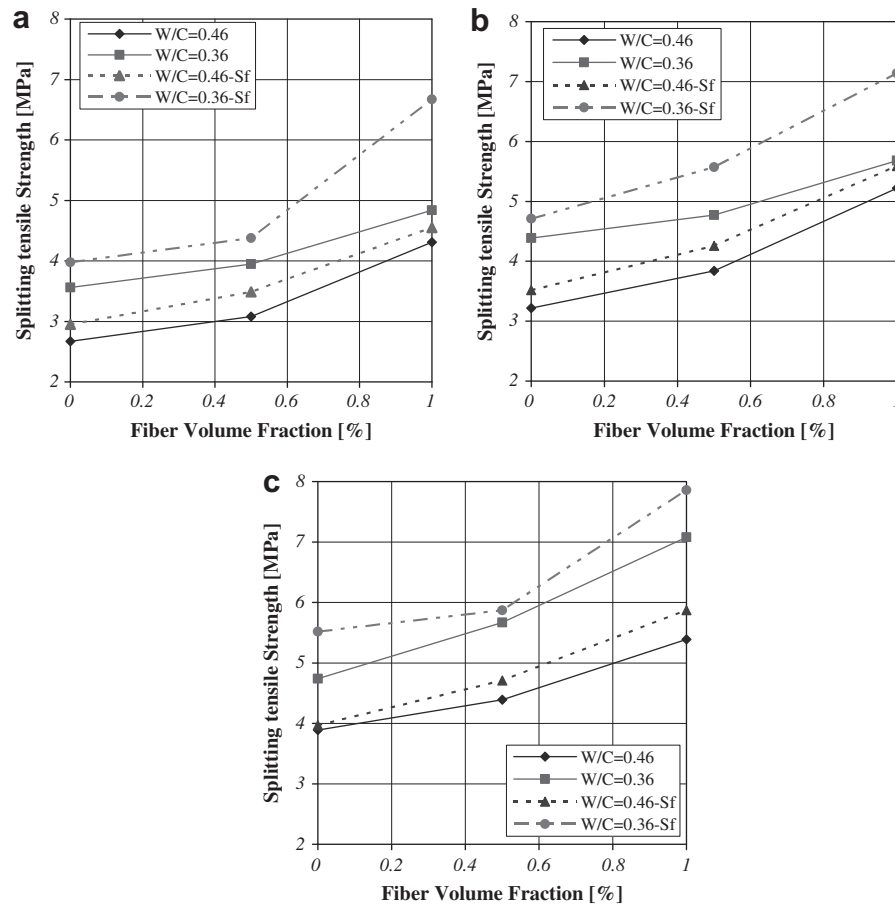 a
8
7
6
5
4
3
2
Splitting tensile Strength [MPa]
W/C=0.46
W/C=0.36
W/C=0.46-Sf
W/C=0.36-Sf
0 0.2 0.4 0.6 0.8 1
Fiber Volume Fraction [%]
b
8
7
6
5
4
3
2
Splitting tensile Strength [MPa]
W/C=0.46
W/C=0.36
W/C=0.46-Sf
W/C=0.36-Sf
0 0.2 0.4 0.6 0.8 1
Fiber Volume Fraction [%]
c
8
7
6
5
4
3
2
Splitting tensile Strength [MPa]
W/C=0.46
W/C=0.36
W/C=0.46-Sf
W/C=0.36-Sf
0 0.2 0.4 0.6 0.8 1
Fiber Volume Fraction [%]